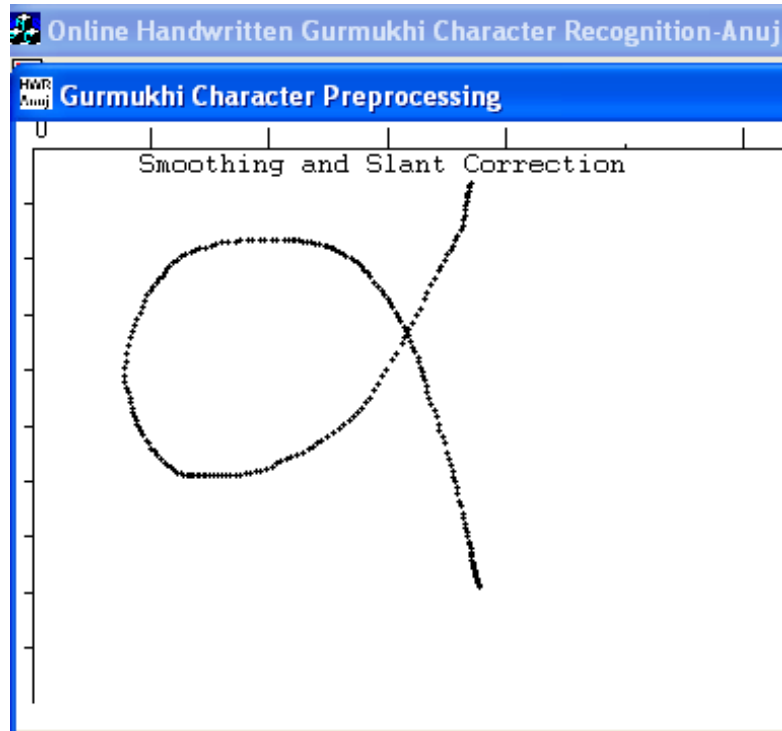 Online Handwritten Gurmukhi Character Recognition-Anuj
HWR
Anuj
Gurmukhi Character Preprocessing
0
Smoothing and Slant Correction